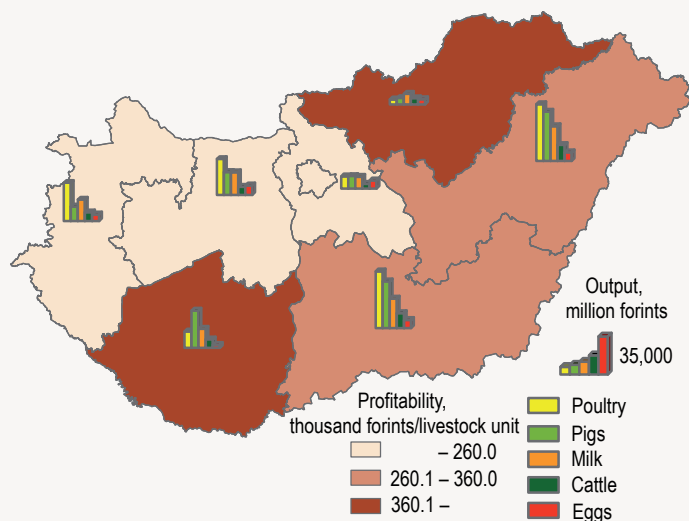 Output,
million forints
35,000
Profitability,
thousand forints/livestock unit
– 260.0
260.1 – 360.0
360.1 –
Poultry
Pigs
Milk
Cattle
Eggs